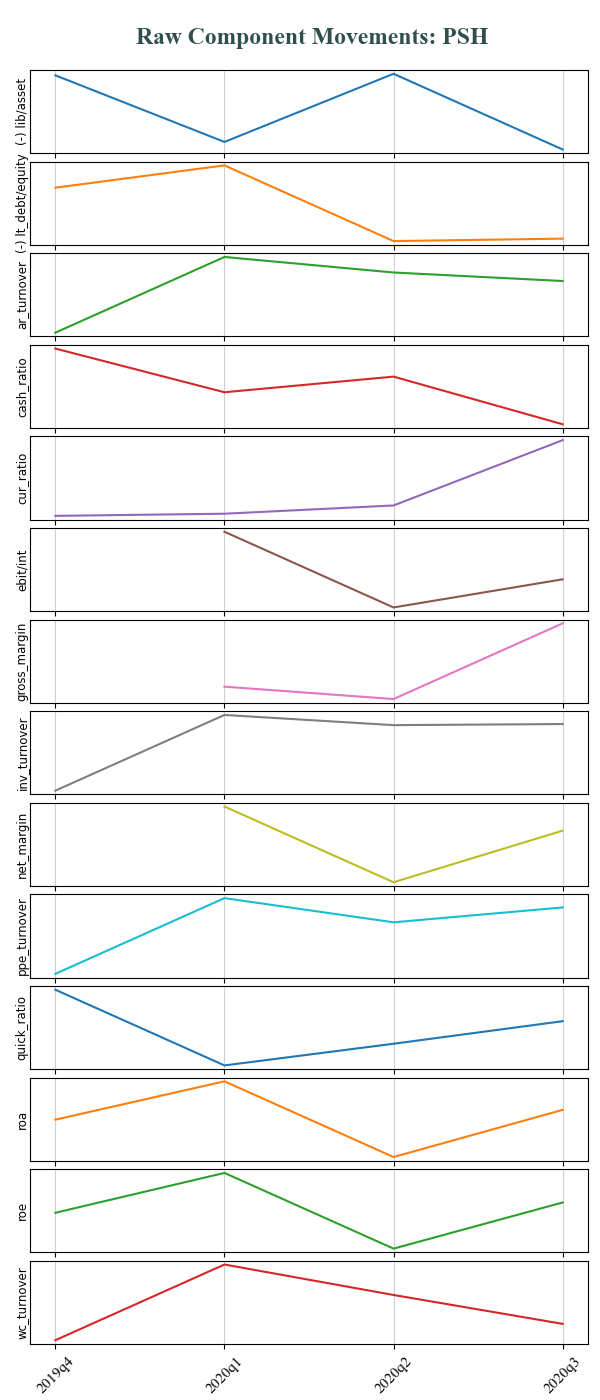 Raw Component Movements: PSH
(-) lib/asset
(-) lt_debt/equity
ar_turnover
cash_ratio
cur_ratio
ebit/int
gross_margin
inv_turnover
net_margin
ppe_turnover
quick_ratio
roa
roe
wc_turnover
2019q4
2020q1
2020q2
2020q3